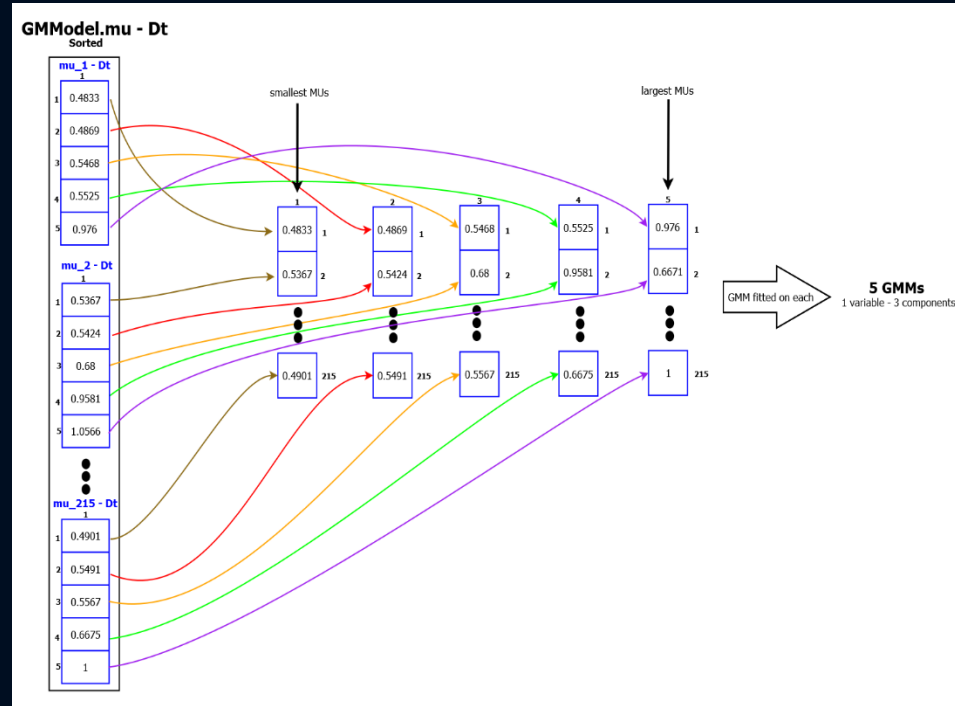 GMModel.mu - Dt
Sorted
mu_1 - Dt
1
1 0.4833
2 0.4869
3 0.5468
4 0.5525
5 0.976
mu_2 - Dt
1
1 0.5367
2 0.5424
3 0.68
4 0.9581
5 1.0566
mu_215 - Dt
1
1 0.4901
2 0.5491
3 0.5567
4 0.6675
5 1
smallest MUs
largest MUs
1 2 3 4 5
0.4833 1 0.4869 1 0.5468 1 0.5525 1 0.976 1
0.5367 2 0.5424 2 0.68 2 0.9581 2 0.6671 2
0.4901 215 0.5491 215 0.5567 215 0.6675 215 1 215
GMM fitted on each
5 GMMs
1 variable - 3 components